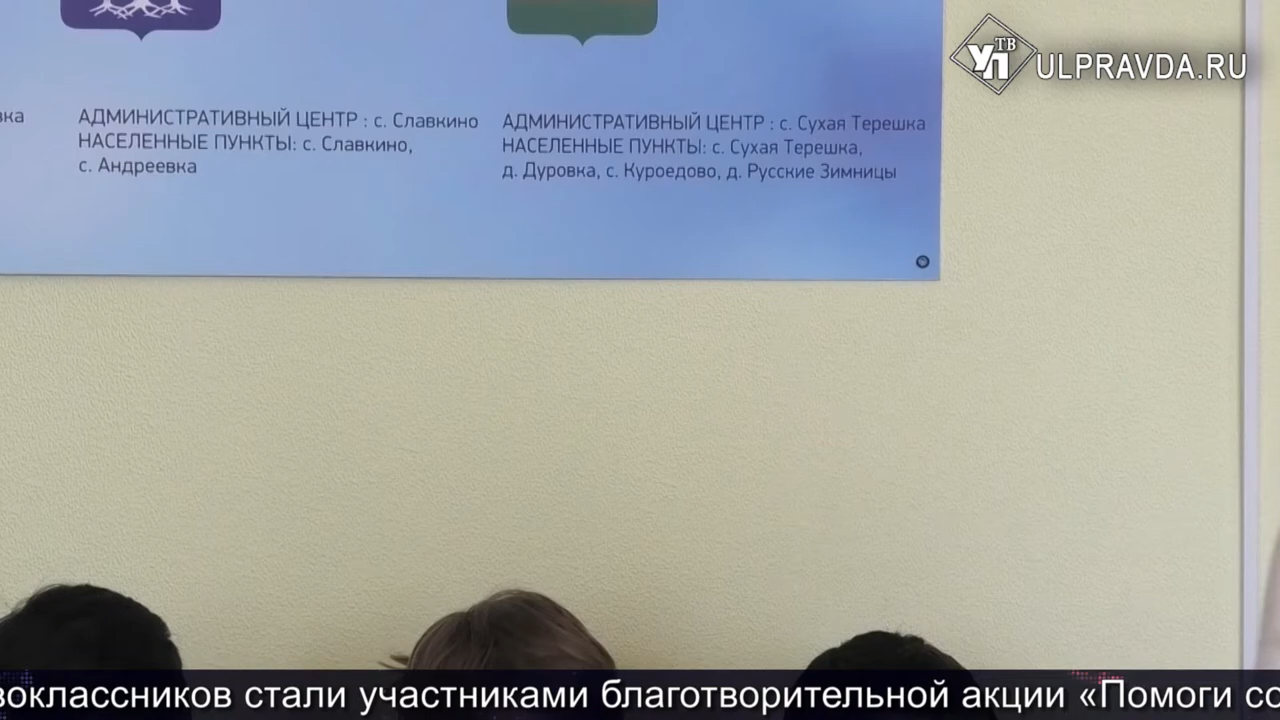 УП ТВ
ULPRAVDA.RU
вка
АДМИНИСТРАТИВНЫЙ ЦЕНТР : с. Славкино
НАСЕЛЕННЫЕ ПУНКТЫ: с. Славкино,
с. Андреевка
АДМИНИСТРАТИВНЫЙ ЦЕНТР : с. Сухая Терешка
НАСЕЛЕННЫЕ ПУНКТЫ: с. Сухая Терешка,
д. Дуровка, с. Куроедово, д. Русские Зимницы
воклассников стали участниками благотворительной акции «Помоги со